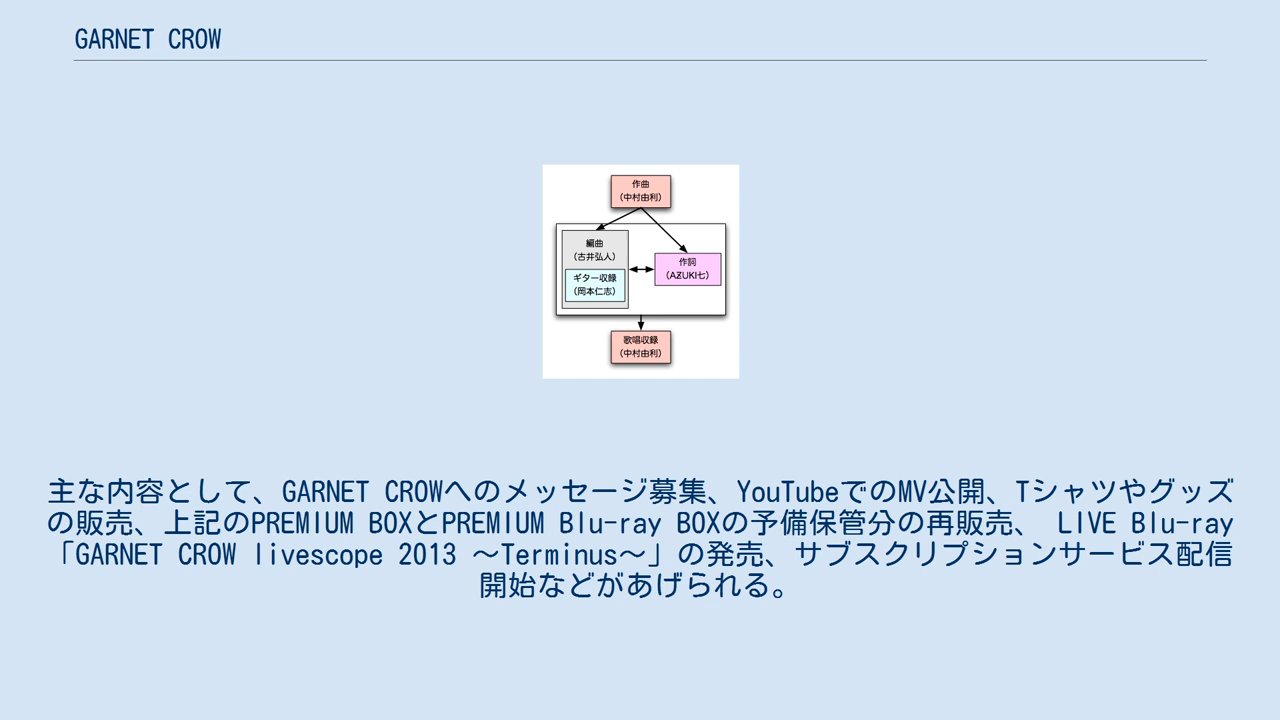 GARNET CROW
作曲
(中村由利)
編曲
(古井弘人)
作詞
(AZUKI七)
ギター収録
(岡本仁志)
歌唱収録
(中村由利)
主な内容として、GARNET CROWへのメッセージ募集、YouTubeでのMV公開、Tシャツやグッズ
の販売、上記のPREMIUM BOXとPREMIUM Blu-ray BOXの予備保管分の再販売、 LIVE Blu-ray
「GARNET CROW livescope 2013 〜Terminus〜」の発売、サブスクリプションサービス配信
開始などがあげられる。